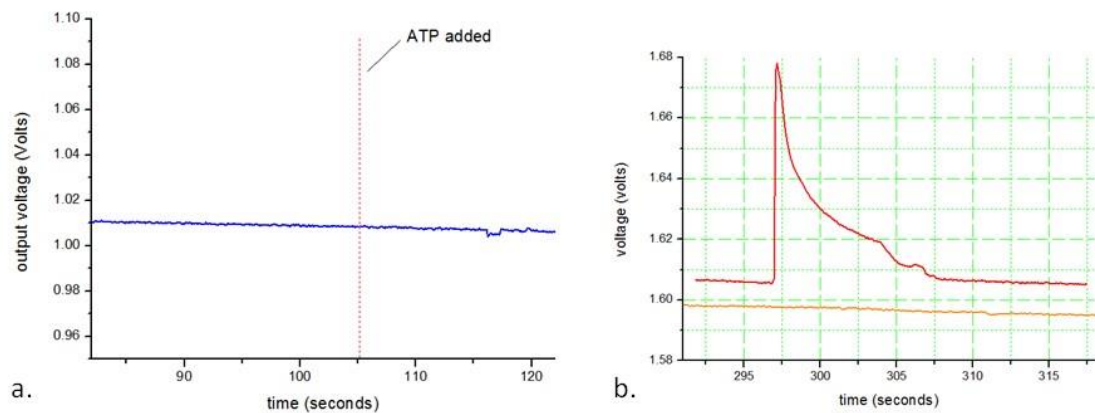 1.10
1.08
1.06
1.04
1.02
1.00
0.98
0.96
output voltage (Volts)
ATP added
90 100 110 120
time (seconds)
a.
1.68
1.66
1.64
1.62
1.60
1.58
voltage (volts)
295 300 305 310 315
time (seconds)
b.